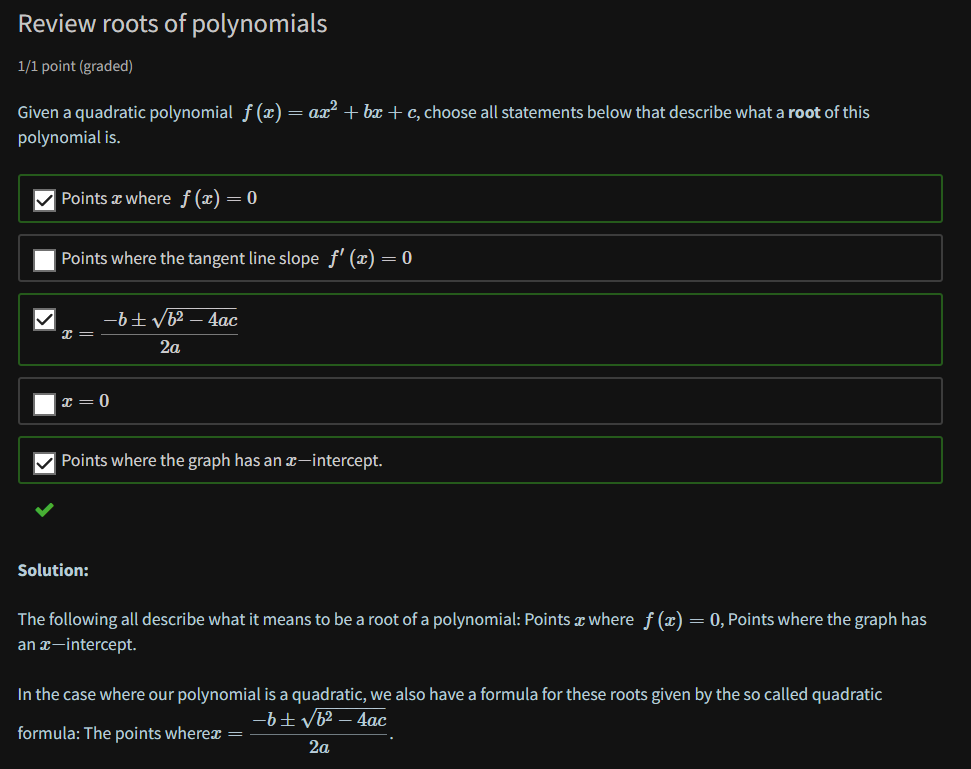 Review roots of polynomials
1/1 point (graded)
Given a quadratic polynomial f(x) = ax² + bx + c, choose all statements below that describe what a root of this
polynomial is.
Points x where f(x) = 0
Points where the tangent line slope f′(x) = 0
x = (−b ± √(b² − 4ac))/(2a)
x = 0
Points where the graph has an x−intercept.
Solution:
The following all describe what it means to be a root of a polynomial: Points x where f(x) = 0, Points where the graph has
an x−intercept.
In the case where our polynomial is a quadratic, we also have a formula for these roots given by the so called quadratic
formula: The points wherex = (−b ± √(b² − 4ac))/(2a).